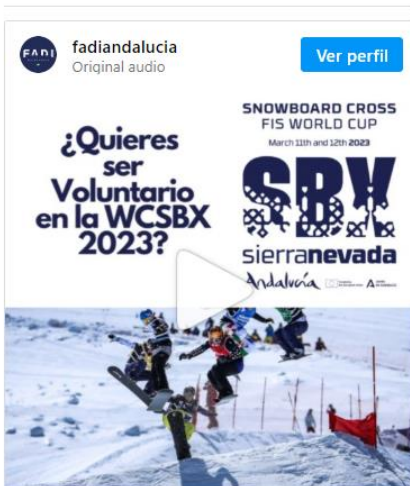 FADI
fadiandalucia
Original audio
Ver perfil
¿Quieres
ser
Voluntario
en la WCSBX
2023?
SNOWBOARD CROSS
FIS WORLD CUP
March 11th and 12th 2023
SBX
sierranevada
Andalucía